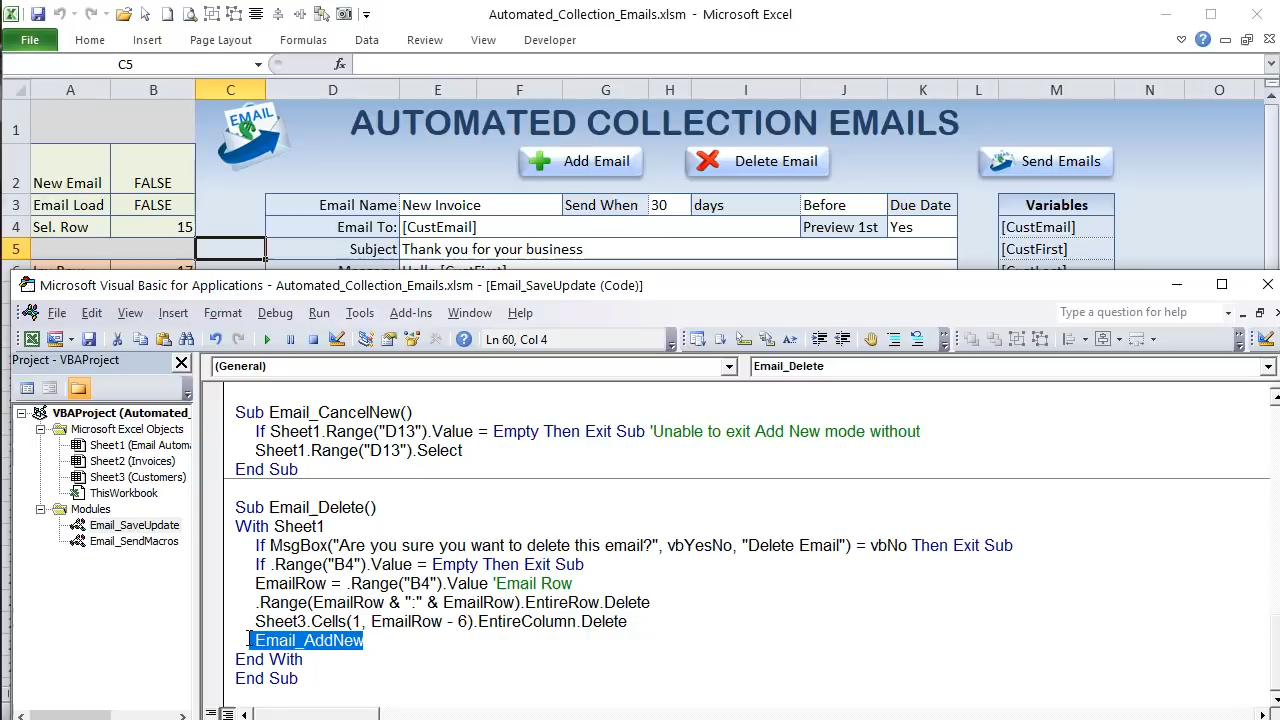 Automated_Collection_Emails.xlsm - Microsoft Excel
File Home Insert Page Layout Formulas Data Review View Developer
C5 fx
A B C D E F G H I J K L M N O
1 EMAIL AUTOMATED COLLECTION EMAILS
Add Email Delete Email Send Emails
2 New Email FALSE
3 Email Load FALSE Email Name New Invoice Send When 30 days Before Due Date Variables
4 Sel. Row 15 Email To: [CustEmail] Preview 1st Yes [CustEmail]
5 Subject Thank you for your business [CustFirst]
Microsoft Visual Basic for Applications - Automated_Collection_Emails.xlsm - [Email_SaveUpdate (Code)]
File Edit View Insert Format Debug Run Tools Add-Ins Window Help Type a question for help
Ln 60, Col 4
Project - VBAProject
(General) Email_Delete
VBAProject (Automated_
Microsoft Excel Objects
Sheet1 (Email Autom
Sheet2 (Invoices)
Sheet3 (Customers)
ThisWorkbook
Modules
Email_SaveUpdate
Email_SendMacros
Sub Email_CancelNew()
If Sheet1.Range("D13").Value = Empty Then Exit Sub 'Unable to exit Add New mode without
Sheet1.Range("D13").Select
End Sub
Sub Email_Delete()
With Sheet1
If MsgBox("Are you sure you want to delete this email?", vbYesNo, "Delete Email") = vbNo Then Exit Sub
If .Range("B4").Value = Empty Then Exit Sub
EmailRow = .Range("B4").Value 'Email Row
.Range(EmailRow & ":" & EmailRow).EntireRow.Delete
Sheet3.Cells(1, EmailRow - 6).EntireColumn.Delete
Email_AddNew
End With
End Sub